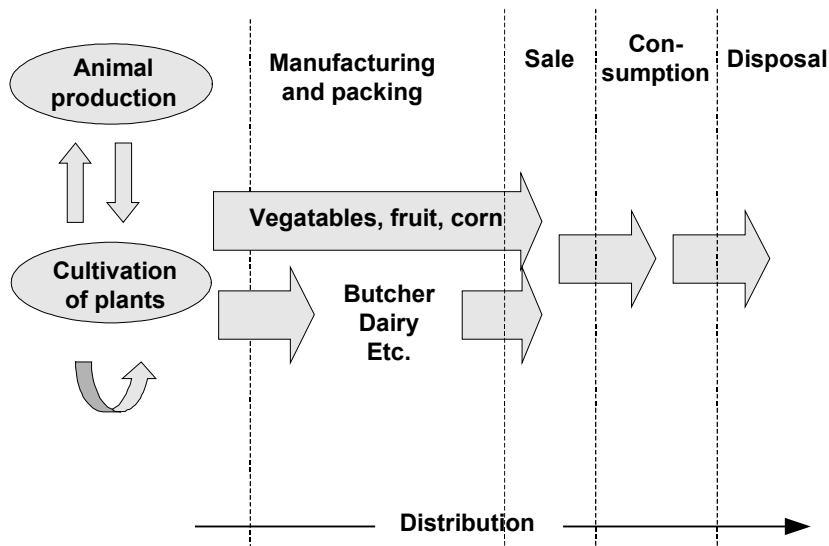 Animal
production
Manufacturing
and packing
Sale
Con-
sumption
Disposal
Vegatables, fruit, corn
Cultivation
of plants
Butcher
Dairy
Etc.
Distribution